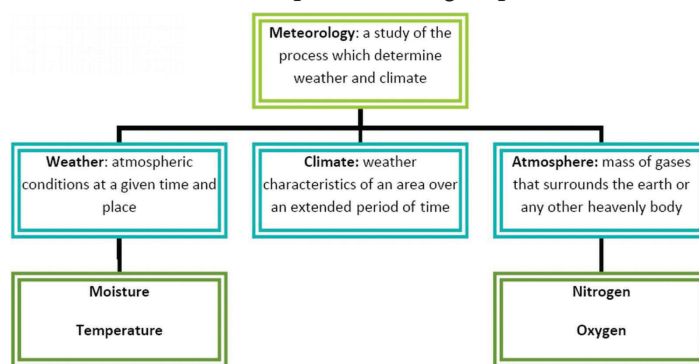 Meteorology: a study of the
process which determine
weather and climate
Weather: atmospheric
conditions at a given time and
place
Climate: weather
characteristics of an area over
an extended period of time
Atmosphere: mass of gases
that surrounds the earth or
any other heavenly body
Moisture
Temperature
Nitrogen
Oxygen